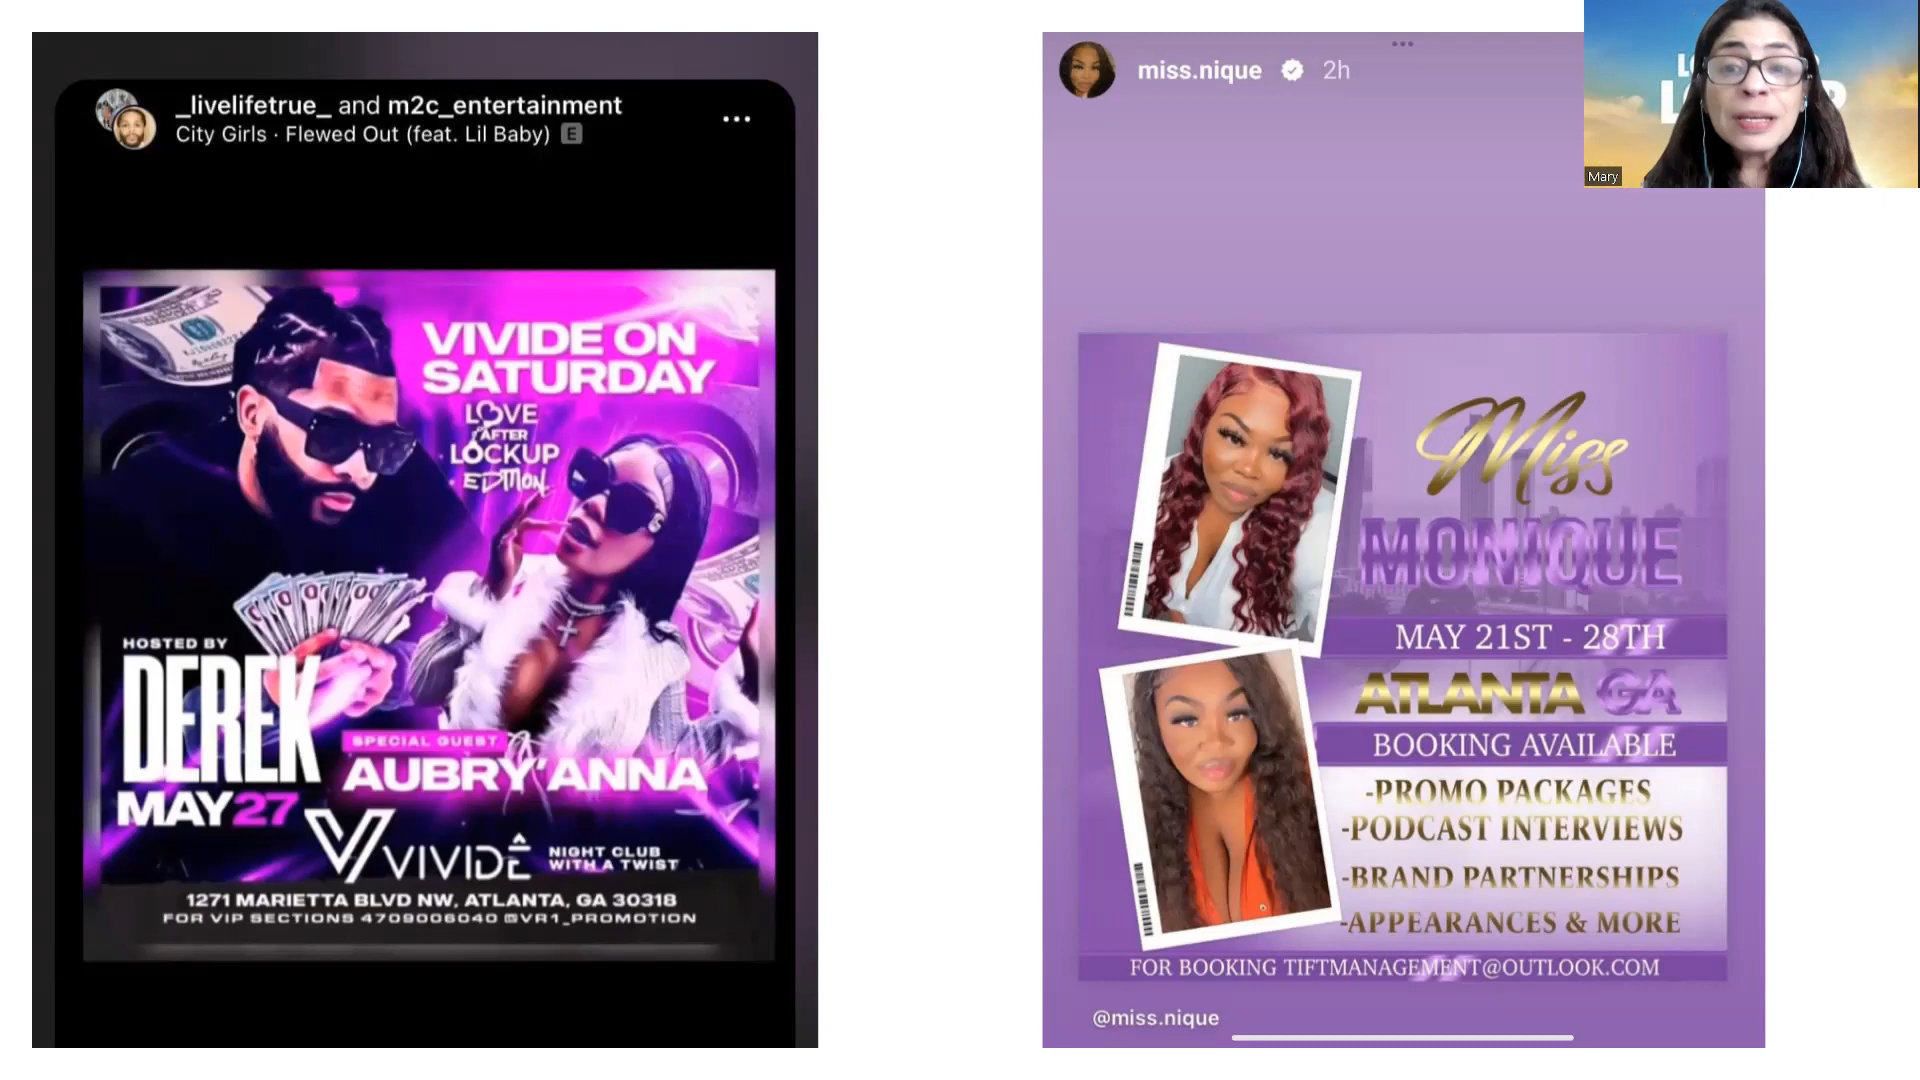 _livelifetrue_ and m2c_entertainment
City Girls · Flewed Out (feat. Lil Baby) E
VIVIDE ON
SATURDAY
LOVE
AFTER
LOCKUP
EDITION
HOSTED BY
DEREK
MAY 27
SPECIAL GUEST
AUBRY'ANNA
VIVIDÊ
NIGHT CLUB
WITH A TWIST
1271 MARIETTA BLVD NW, ATLANTA, GA 30318
FOR VIP SECTIONS 4709006040 @VR1_PROMOTION
miss.nique 2h
Miss
MONIQUE
MAY 21ST - 28TH
ATLANTA GA
BOOKING AVAILABLE
-PROMO PACKAGES
-PODCAST INTERVIEWS
-BRAND PARTNERSHIPS
-APPEARANCES & MORE
FOR BOOKING TIFTMANAGEMENT@OUTLOOK.COM
@miss.nique
Mary